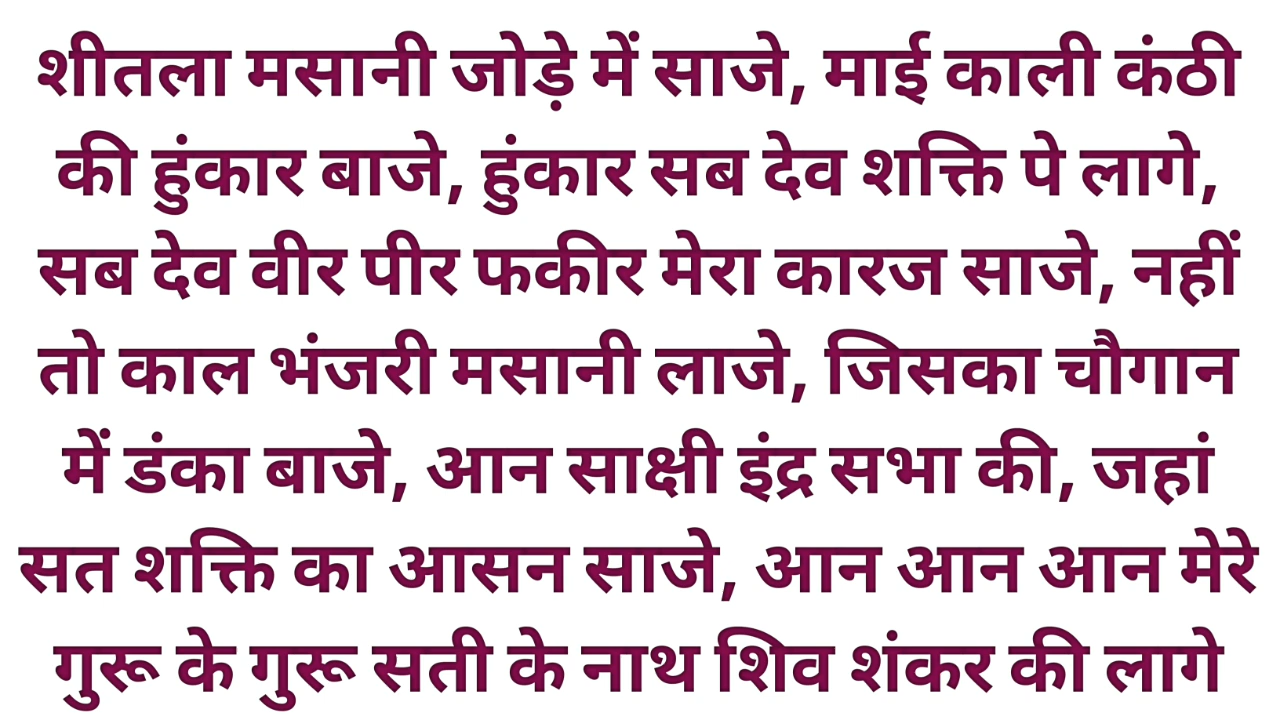 शीतला मसानी जोड़े में साजे, माई काली कंठी
की हुंकार बाजे, हुंकार सब देव शक्ति पे लागे,
सब देव वीर पीर फकीर मेरा कारज साजे, नहीं
तो काल भंजरी मसानी लाजे, जिसका चौगान
में डंका बाजे, आन साक्षी इंद्र सभा की, जहां
सत शक्ति का आसन साजे, आन आन आन मेरे
गुरू के गुरू सती के नाथ शिव शंकर की लागे